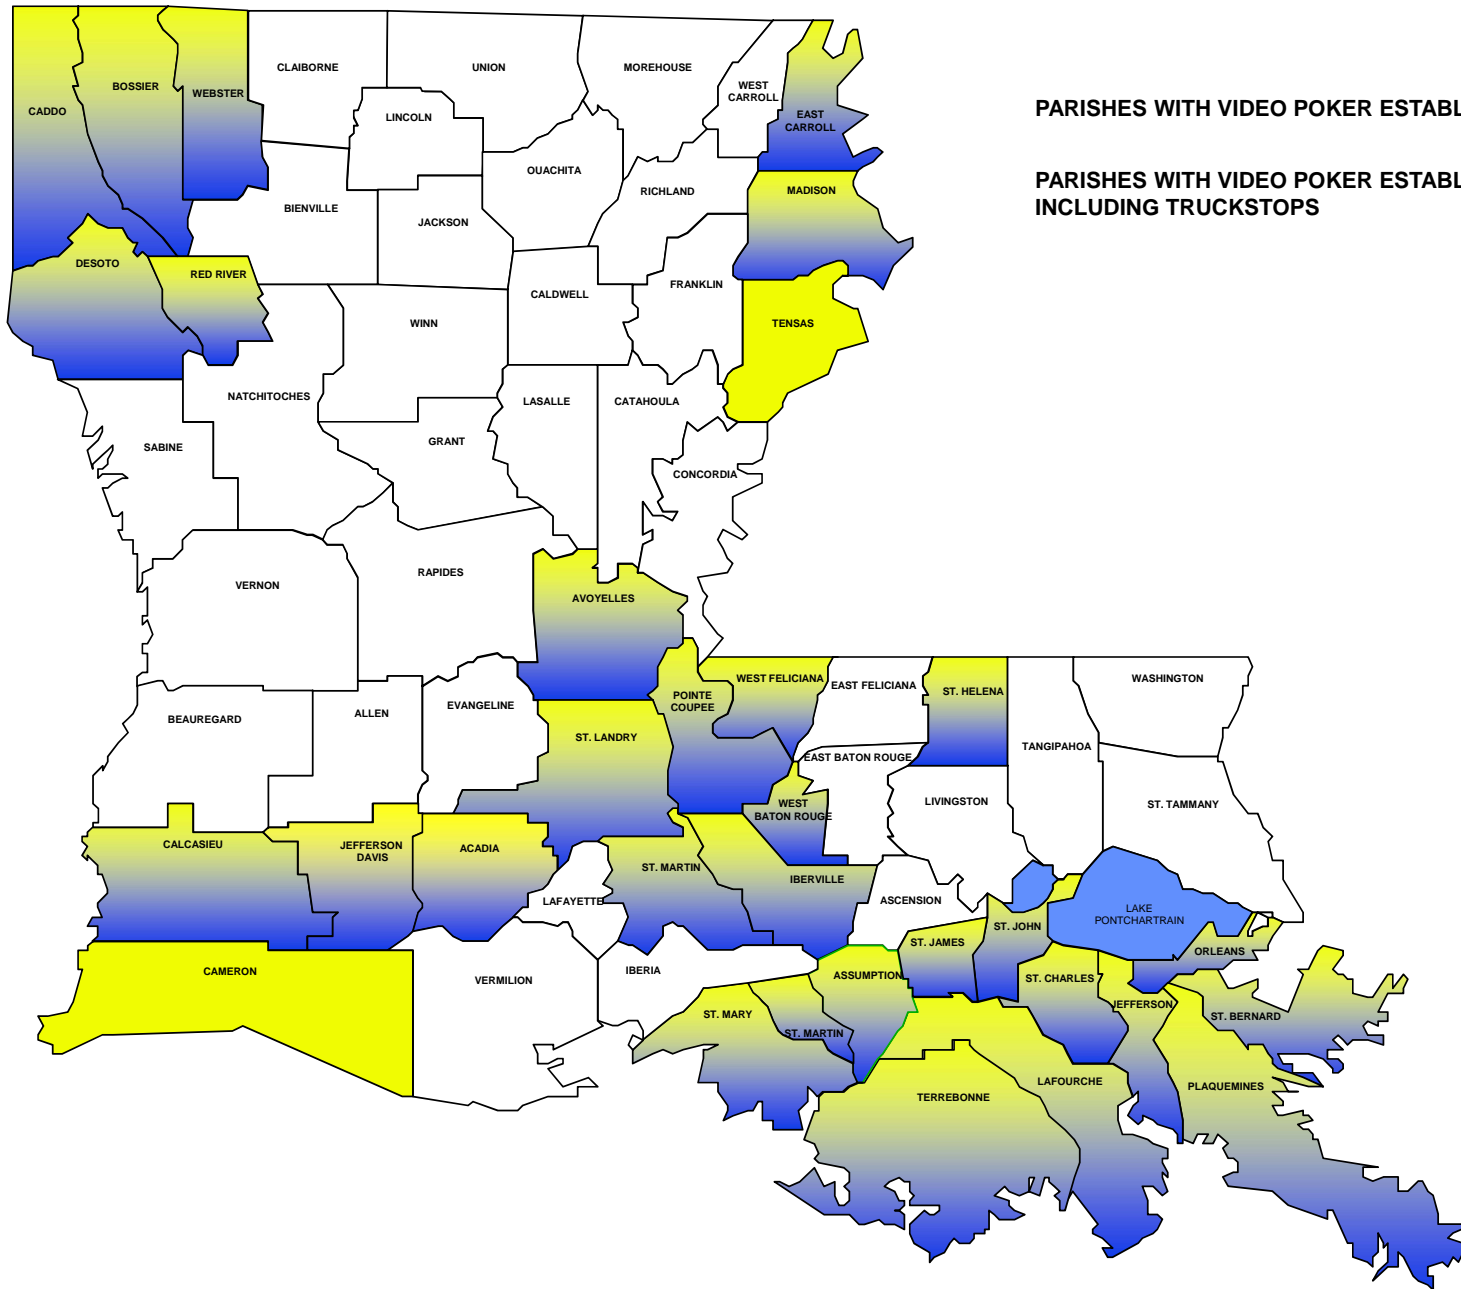 PARISHES WITH VIDEO POKER ESTABL
PARISHES WITH VIDEO POKER ESTABL
INCLUDING TRUCKSTOPS
CADDO
BOSSIER
WEBSTER
CLAIBORNE
UNION
MOREHOUSE
WEST
CARROLL
EAST
CARROLL
LINCOLN
OUACHITA
RICHLAND
MADISON
BIENVILLE
JACKSON
DESOTO
RED RIVER
CALDWELL
FRANKLIN
TENSAS
WINN
NATCHITOCHES
LASALLE
CATAHOULA
SABINE
GRANT
CONCORDIA
VERNON
RAPIDES
AVOYELLES
BEAUREGARD
ALLEN
EVANGELINE
ST. LANDRY
POINTE
COUPEE
WEST FELICIANA
EAST FELICIANA
ST. HELENA
TANGIPAHOA
WASHINGTON
EAST BATON ROUGE
WEST
BATON ROUGE
LIVINGSTON
ST. TAMMANY
CALCASIEU
JEFFERSON
DAVIS
ACADIA
LAFAYETTE
ST. MARTIN
IBERVILLE
ASCENSION
LAKE
PONTCHARTRAIN
ST. JOHN
ST. JAMES
ORLEANS
CAMERON
VERMILION
IBERIA
ASSUMPTION
ST. CHARLES
JEFFERSON
ST. BERNARD
ST. MARY
ST. MARTIN
TERREBONNE
LAFOURCHE
PLAQUEMINES